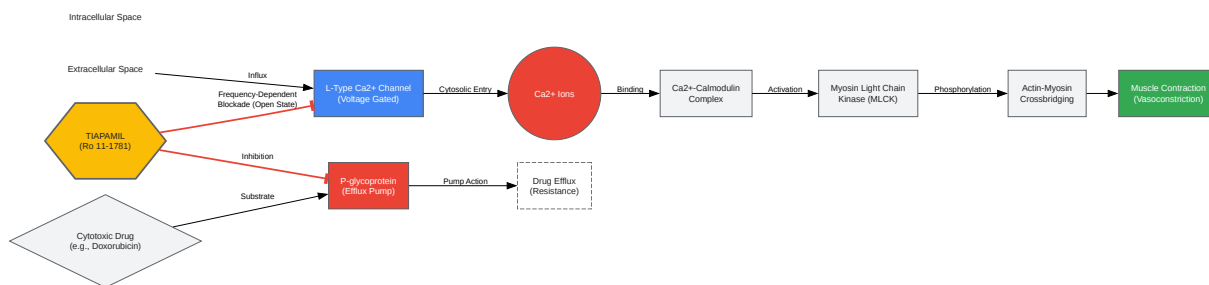 Intracellular Space
Extracellular Space
Influx
Frequency-Dependent
Blockade (Open State)
L-Type Ca2+ Channel
(Voltage Gated)
Cytosolic Entry
Ca2+ Ions
Binding
Ca2+-Calmodulin
Complex
Activation
Myosin Light Chain
Kinase (MLCK)
Phosphorylation
Actin-Myosin
Crossbridging
Muscle Contraction
(Vasoconstriction)
TIAPAMIL
(Ro 11-1781)
Inhibition
P-glycoprotein
(Efflux Pump)
Pump Action
Drug Efflux
(Resistance)
Substrate
Cytotoxic Drug
(e.g., Doxorubicin)